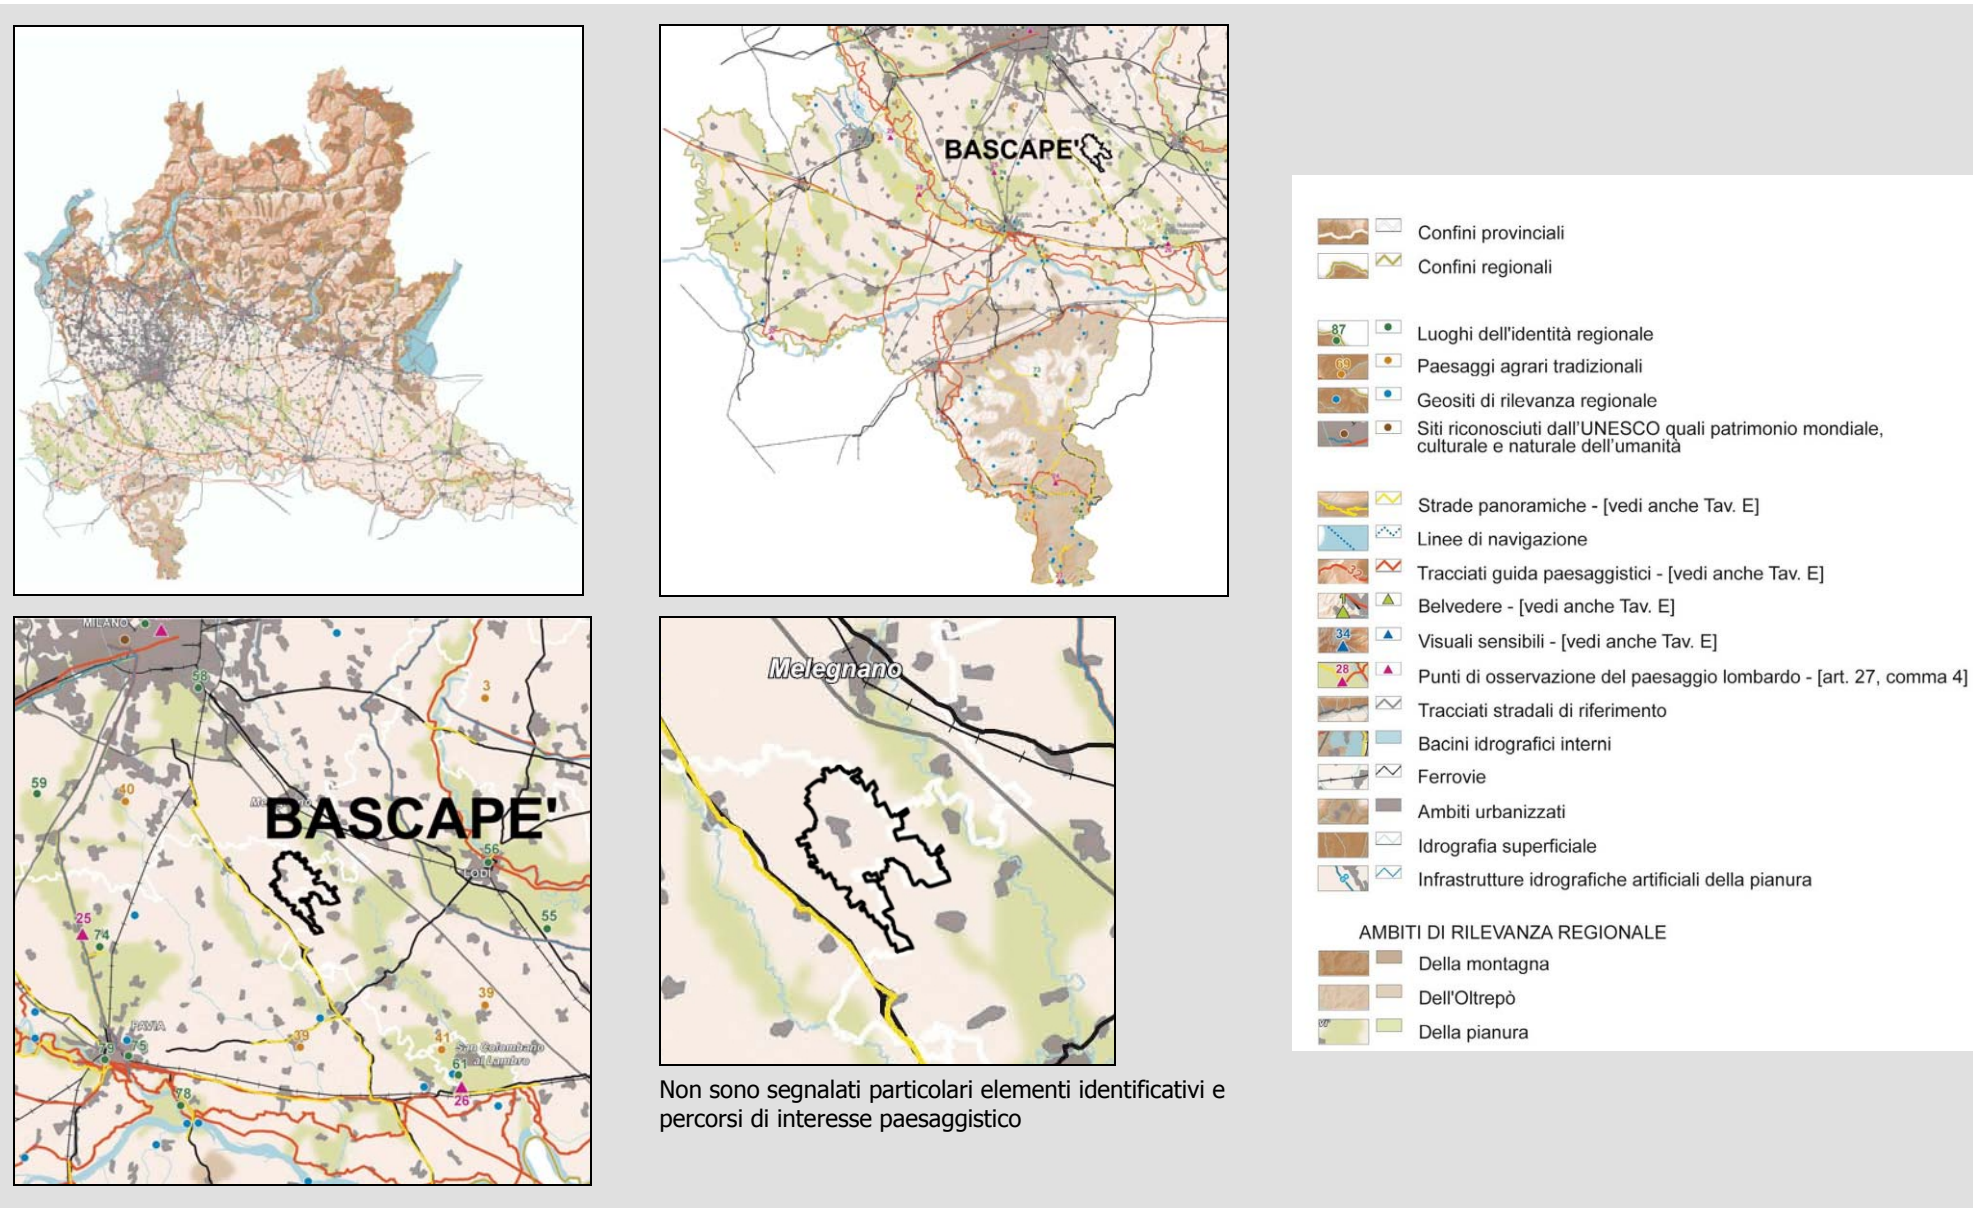 BASCAPE'
MILANO
58
3
59
40
BASCAPE'
56
LODI
25
74
55
PAVIA
79
75
39
39
41
San Colombano
al Lambro
61
26
78
Melegnano
Non sono segnalati particolari elementi identificativi e
percorsi di interesse paesaggistico
Confini provinciali
Confini regionali
87
Luoghi dell'identità regionale
69
Paesaggi agrari tradizionali
Geositi di rilevanza regionale
Siti riconosciuti dall'UNESCO quali patrimonio mondiale,
culturale e naturale dell'umanità
Strade panoramiche - [vedi anche Tav. E]
Linee di navigazione
32
Tracciati guida paesaggistici - [vedi anche Tav. E]
1
Belvedere - [vedi anche Tav. E]
34
Visuali sensibili - [vedi anche Tav. E]
28
Punti di osservazione del paesaggio lombardo - [art. 27, comma 4]
Tracciati stradali di riferimento
Bacini idrografici interni
Ferrovie
Ambiti urbanizzati
Idrografia superficiale
Infrastrutture idrografiche artificiali della pianura
AMBITI DI RILEVANZA REGIONALE
Della montagna
Dell'Oltrepò
Della pianura